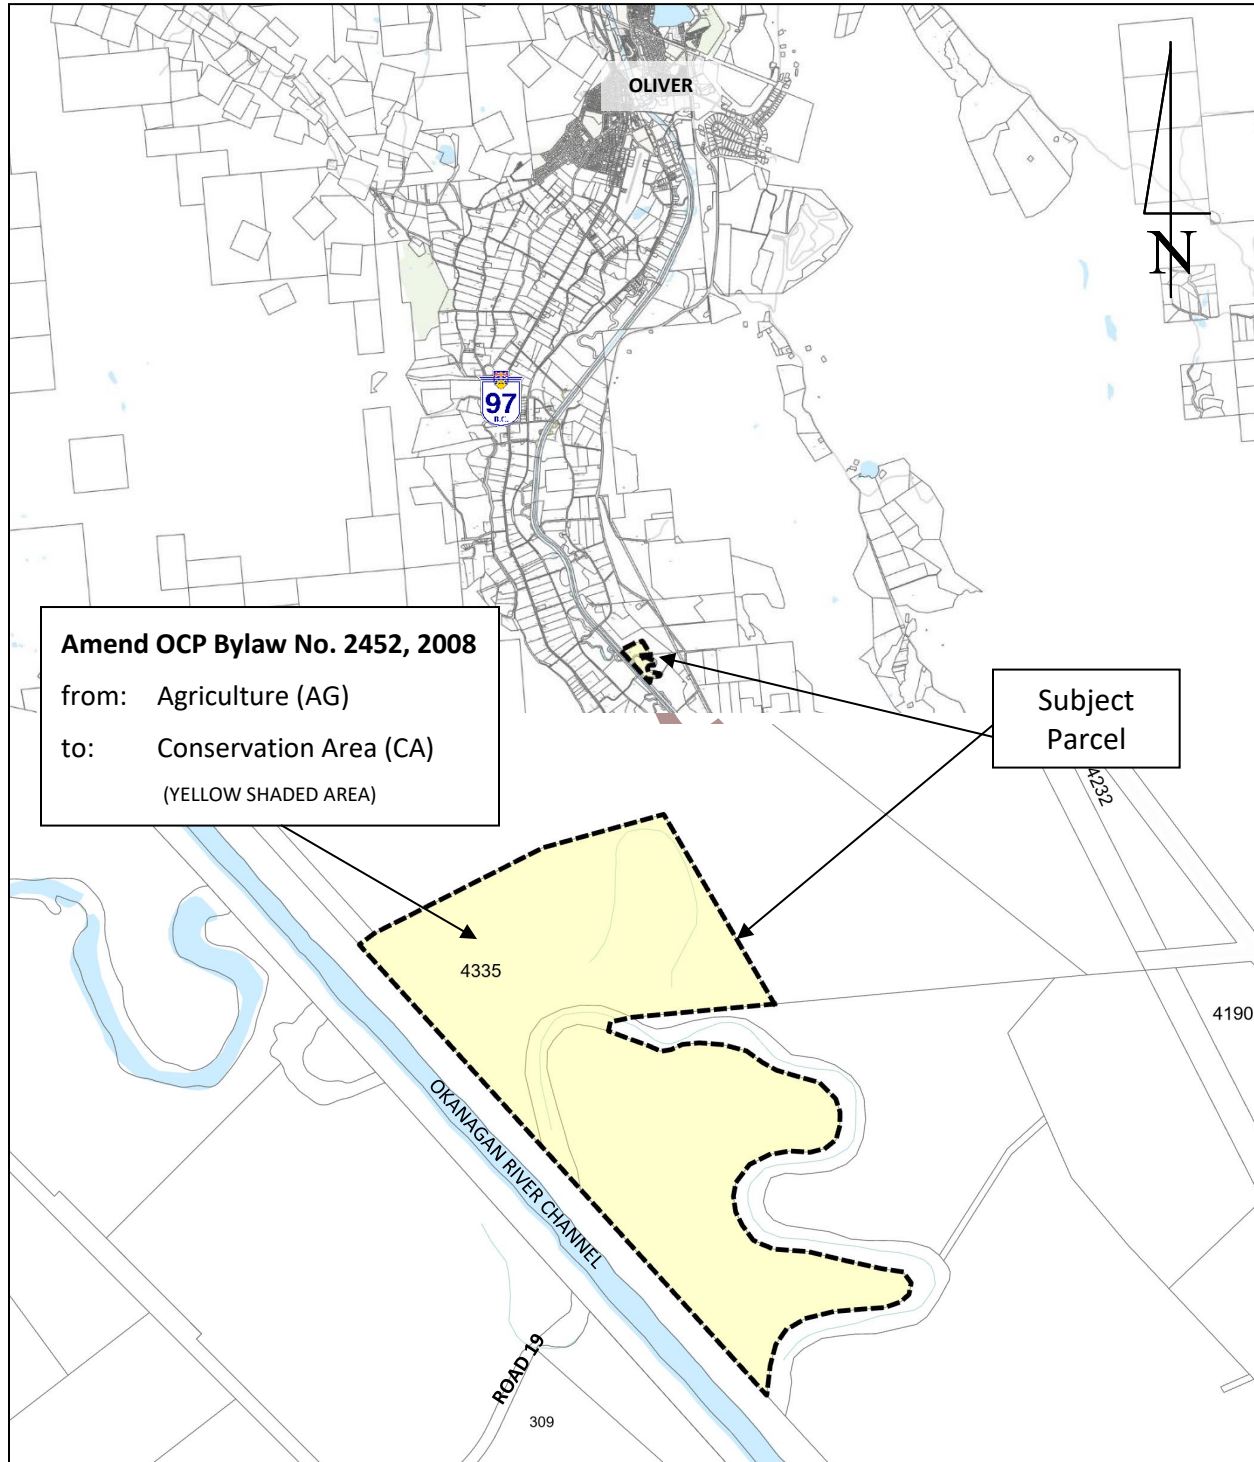 OLIVER
N
97
B.C.
Amend OCP Bylaw No. 2452, 2008
from: Agriculture (AG)
to: Conservation Area (CA)
(YELLOW SHADED AREA)
Subject
Parcel
4232
4335
4190
OKANAGAN RIVER CHANNEL
ROAD 19
309